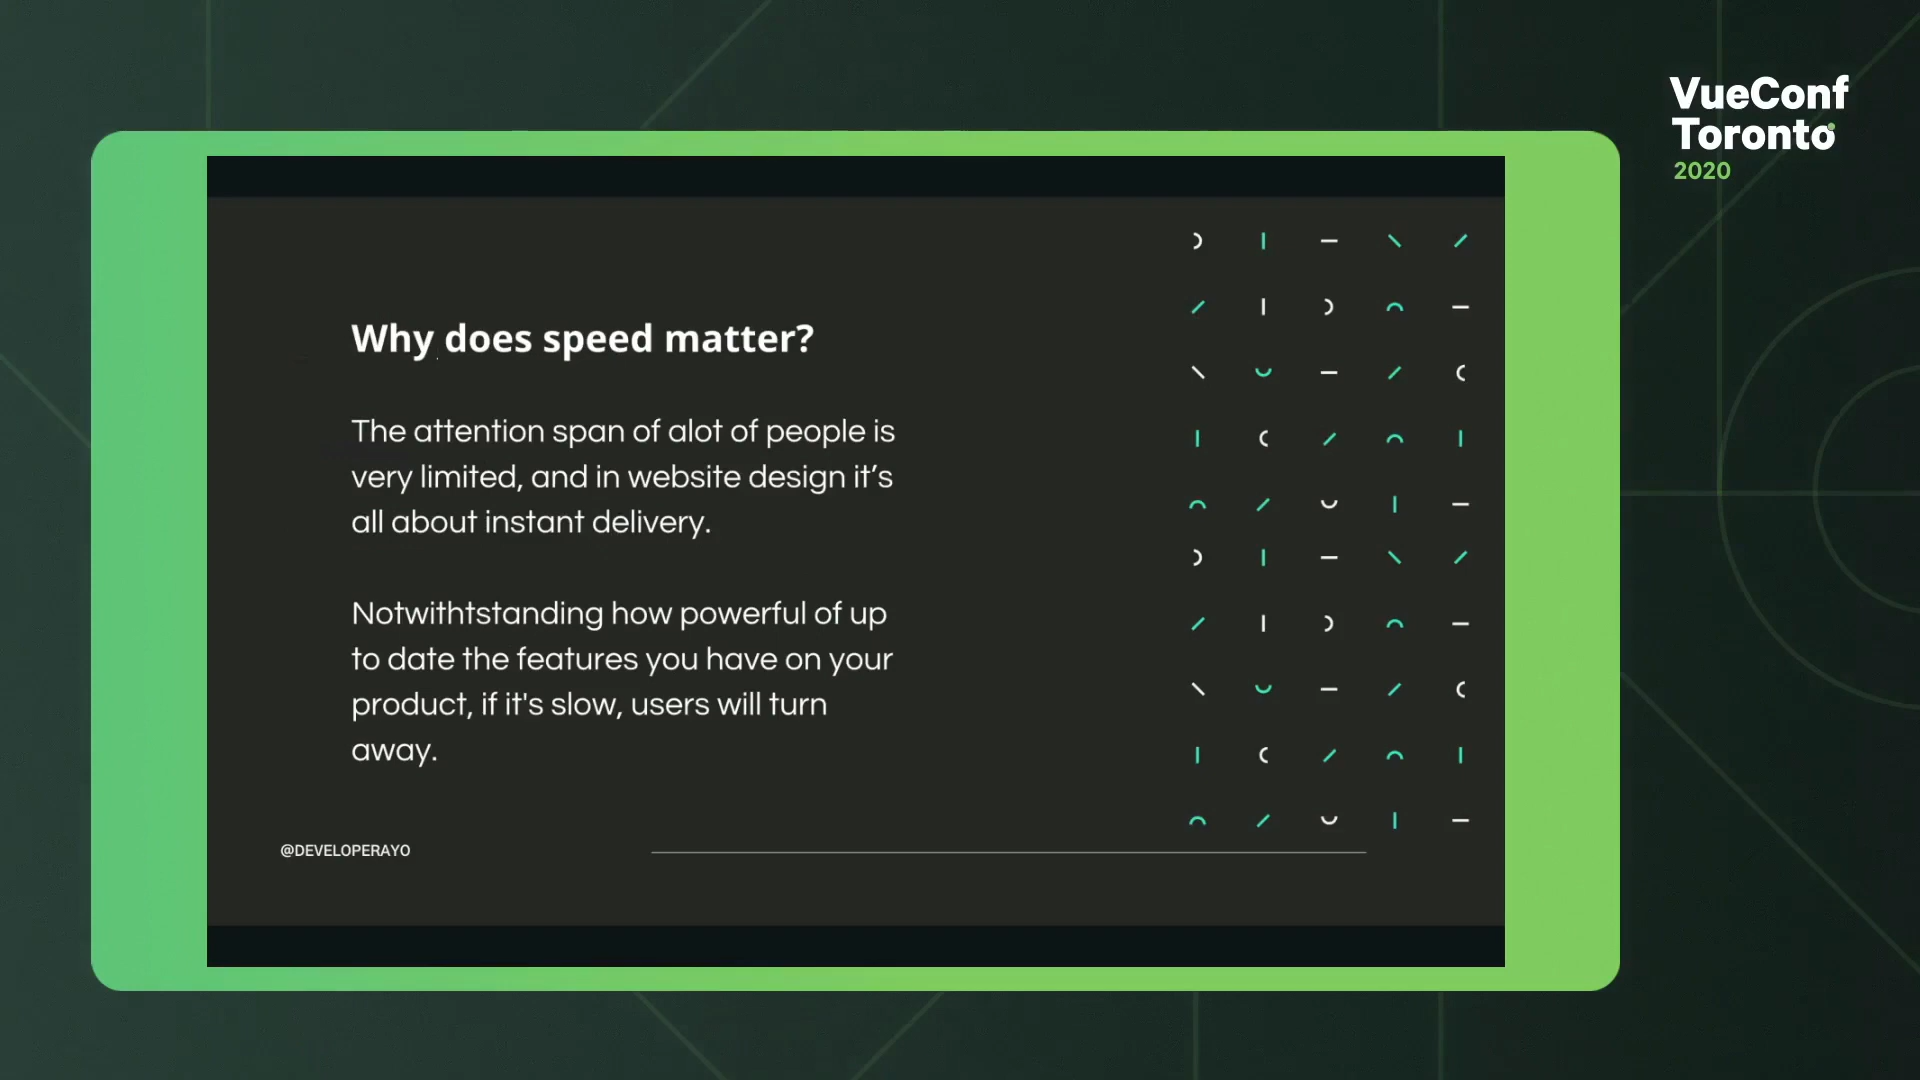 VueConf
Toronto
2020
Why does speed matter?
The attention span of alot of people is
very limited, and in website design it’s
all about instant delivery.
Notwithtstanding how powerful of up
to date the features you have on your
product, if it's slow, users will turn
away.
@DEVELOPERAYO